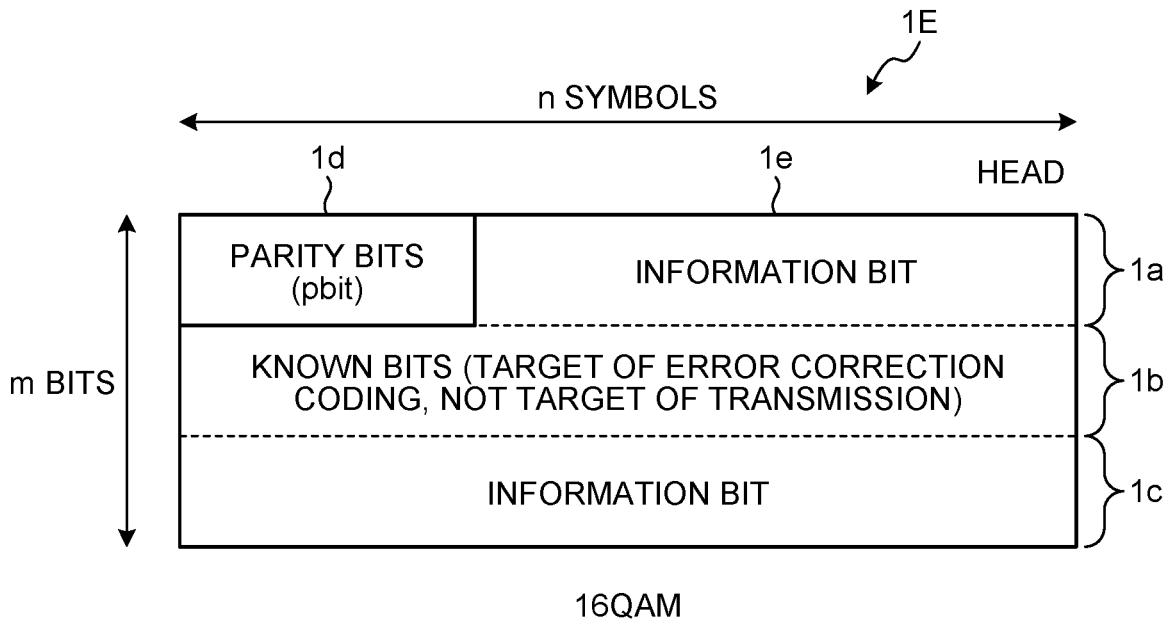 1E
n SYMBOLS
1d
1e
HEAD
PARITY BITS
(pbit)
INFORMATION BIT
1a
m BITS
KNOWN BITS (TARGET OF ERROR CORRECTION
CODING, NOT TARGET OF TRANSMISSION)
1b
INFORMATION BIT
1c
16QAM